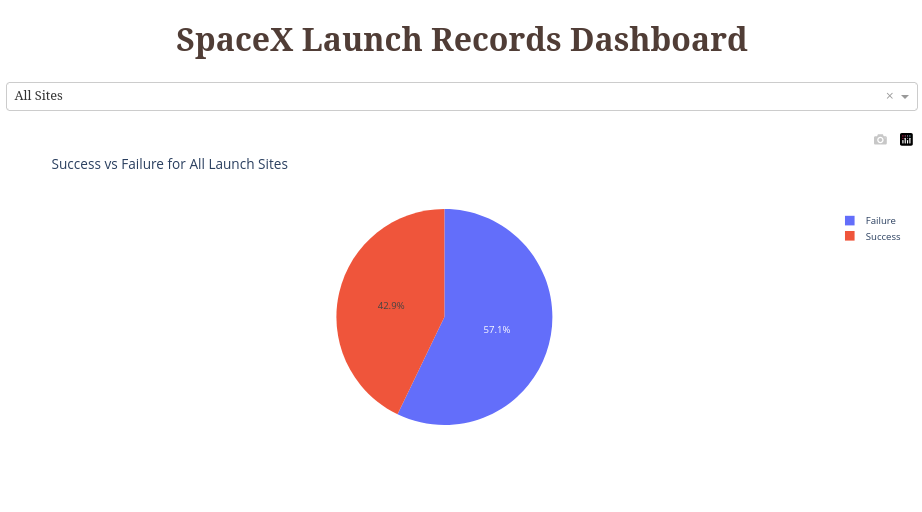 SpaceX Launch Records Dashboard
All Sites ×
Success vs Failure for All Launch Sites
Failure
Success
42.9%
57.1%